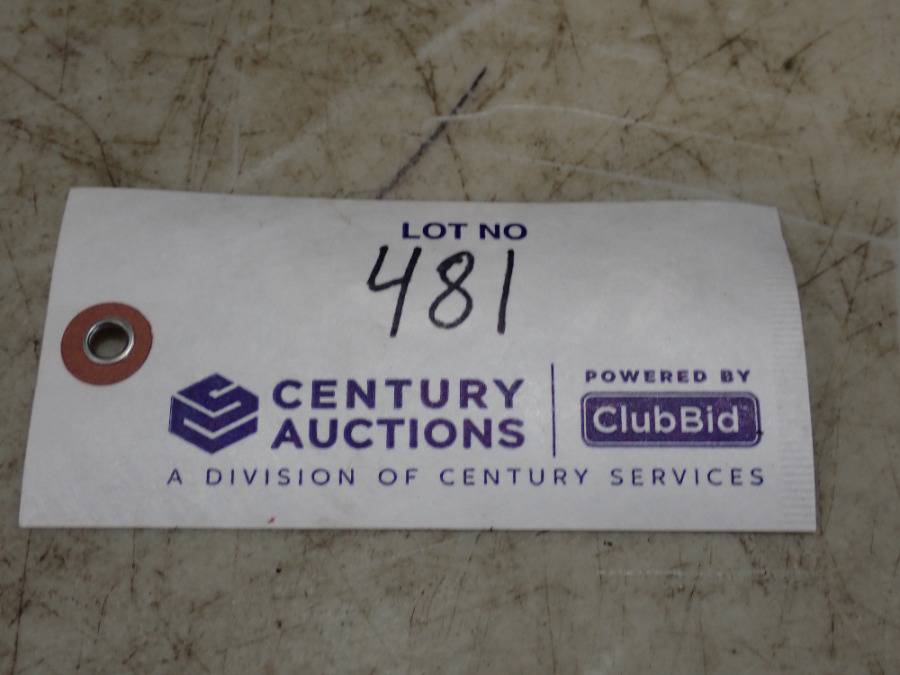 LOT NO
481
CENTURY
AUCTIONS
POWERED BY
ClubBid
A DIVISION OF CENTURY SERVICES